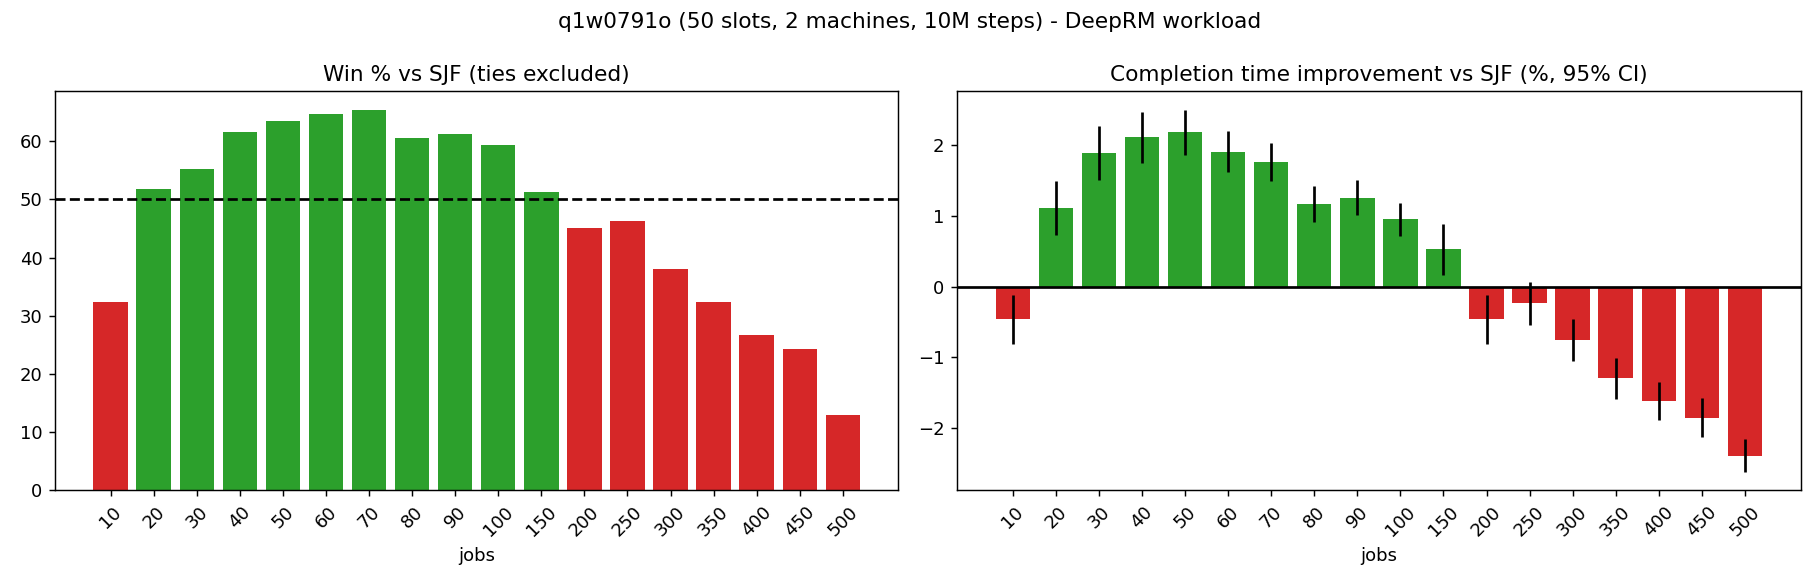 q1w0791o (50 slots, 2 machines, 10M steps) - DeepRM workload
Win % vs SJF (ties excluded)
60
50
40
30
20
10
0
10 20 30 40 50 60 70 80 90 100 150 200 250 300 350 400 450 500
jobs
Completion time improvement vs SJF (%, 95% CI)
2
1
0
−1
−2
10 20 30 40 50 60 70 80 90 100 150 200 250 300 350 400 450 500
jobs